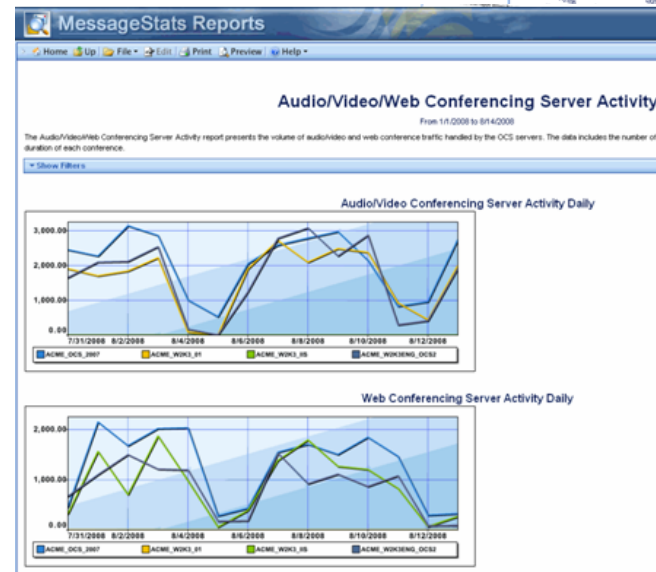 MessageStats Reports
Home Up File Edit Print Preview Help
Audio/Video/Web Conferencing Server Activity
From 1/1/2008 to 8/14/2008
The Audio/Video/Web Conferencing Server Activity report presents the volume of audio/video and web conference traffic handled by the OCS servers. The data includes the number of
duration of each conference.
Show Filters
Audio/Video Conferencing Server Activity Daily
3,000.00
2,000.00
1,000.00
0.00
7/31/2008 8/2/2008 8/4/2008 8/6/2008 8/8/2008 8/10/2008 8/12/2008
ACME_OCS_2007 ACME_W2K3_01 ACME_W2K3_IIS ACME_W2K3ENG_OCS2
Web Conferencing Server Activity Daily
2,000.00
1,000.00
0.00
7/31/2008 8/2/2008 8/4/2008 8/6/2008 8/8/2008 8/10/2008 8/12/2008
ACME_OCS_2007 ACME_W2K3_01 ACME_W2K3_IIS ACME_W2K3ENG_OCS2